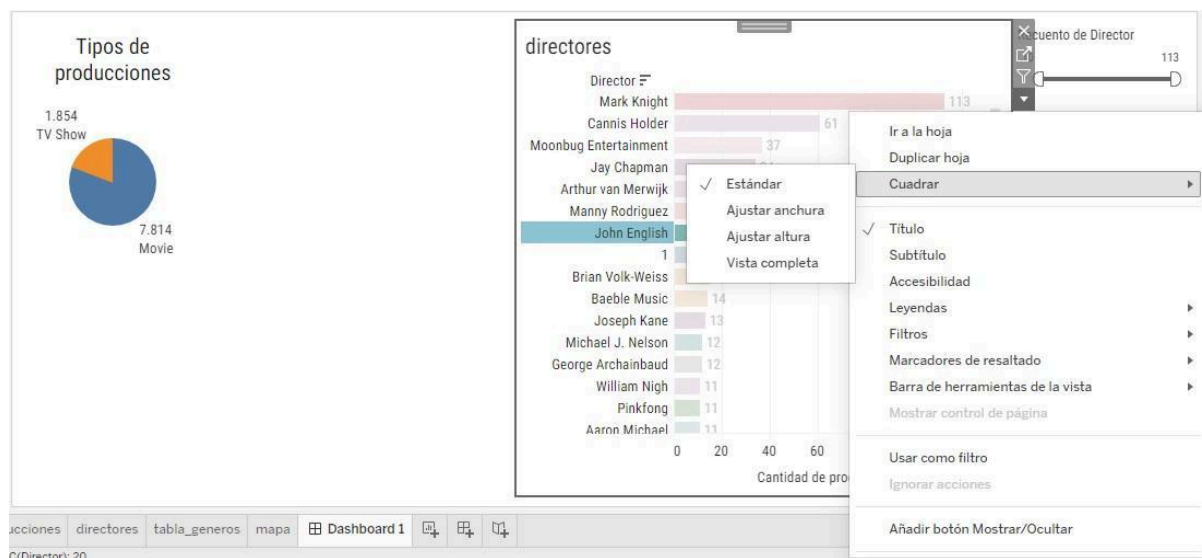 Tipos de
producciones
1.854
TV Show
7.814
Movie
directores
Director
Mark Knight 113
Cannis Holder 61
Moonbug Entertainment 37
Jay Chapman
Arthur van Merwijk
Manny Rodriguez
John English
1
Brian Volk-Weiss
Baeble Music 14
Joseph Kane 13
Michael J. Nelson 12
George Archainbaud 12
William Nigh 11
Pinkfong 11
Aaron Michael 11
0 20 40 60
Cantidad de pro
cuento de Director
113
Estándar
Ajustar anchura
Ajustar altura
Vista completa
Ir a la hoja
Duplicar hoja
Cuadrar
Título
Subtítulo
Accesibilidad
Leyendas
Filtros
Marcadores de resaltado
Barra de herramientas de la vista
Mostrar control de página
Usar como filtro
Ignorar acciones
Añadir botón Mostrar/Ocultar
ucciones directores tabla_generos mapa Dashboard 1
C(Director): 20